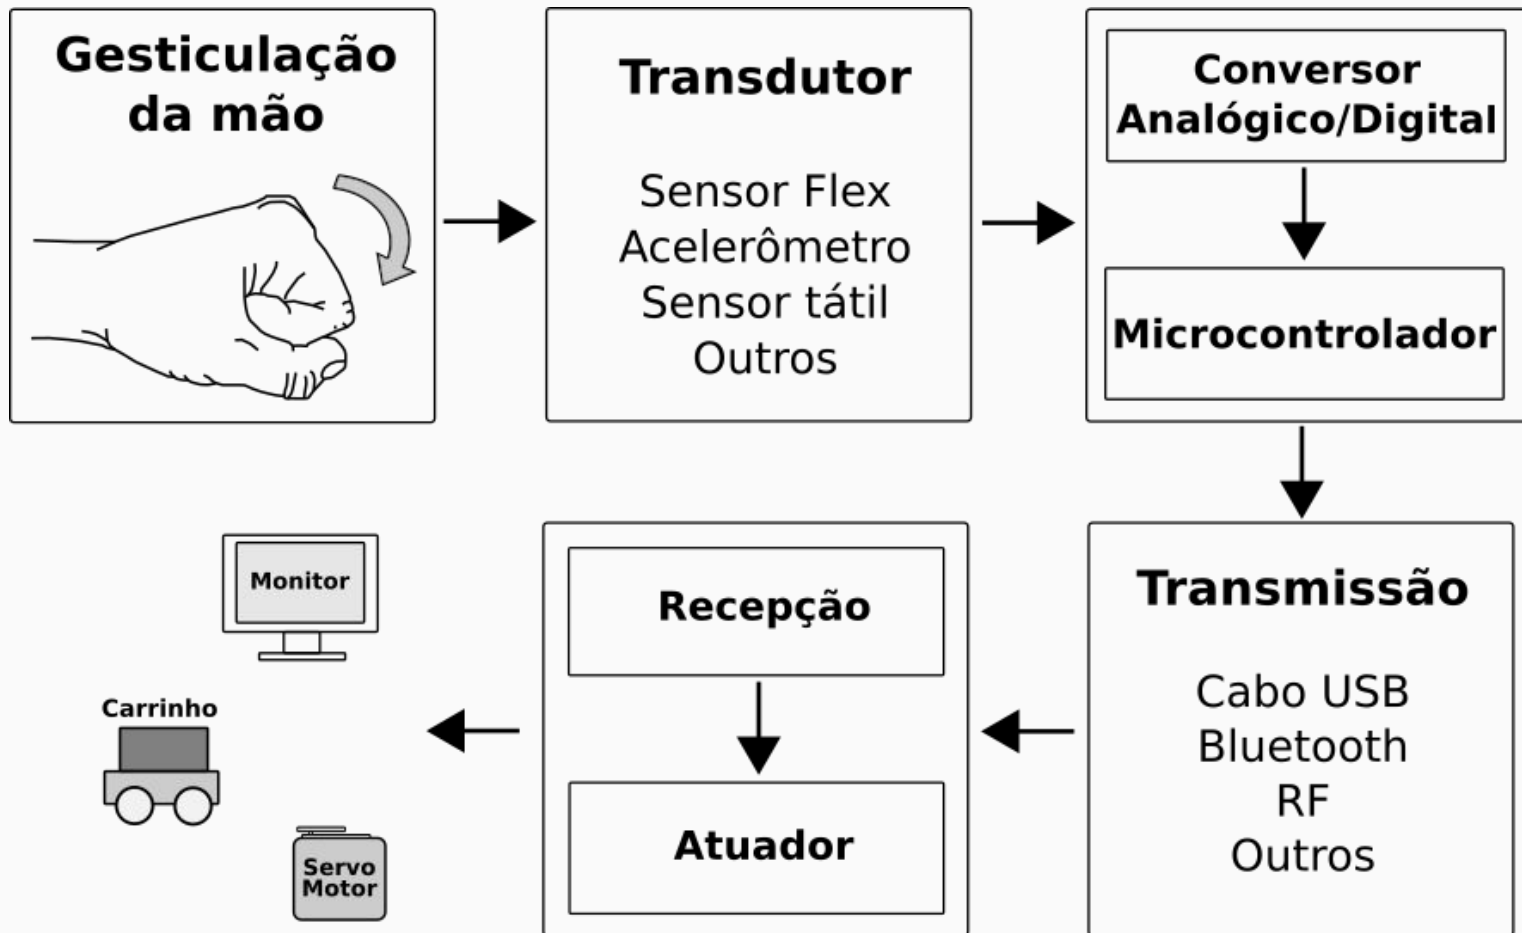 Gesticulação
da mão
Transdutor
Sensor Flex
Acelerômetro
Sensor tátil
Outros
Conversor
Analógico/Digital
Microcontrolador
Transmissão
Cabo USB
Bluetooth
RF
Outros
Recepção
Atuador
Monitor
Carrinho
Servo
Motor